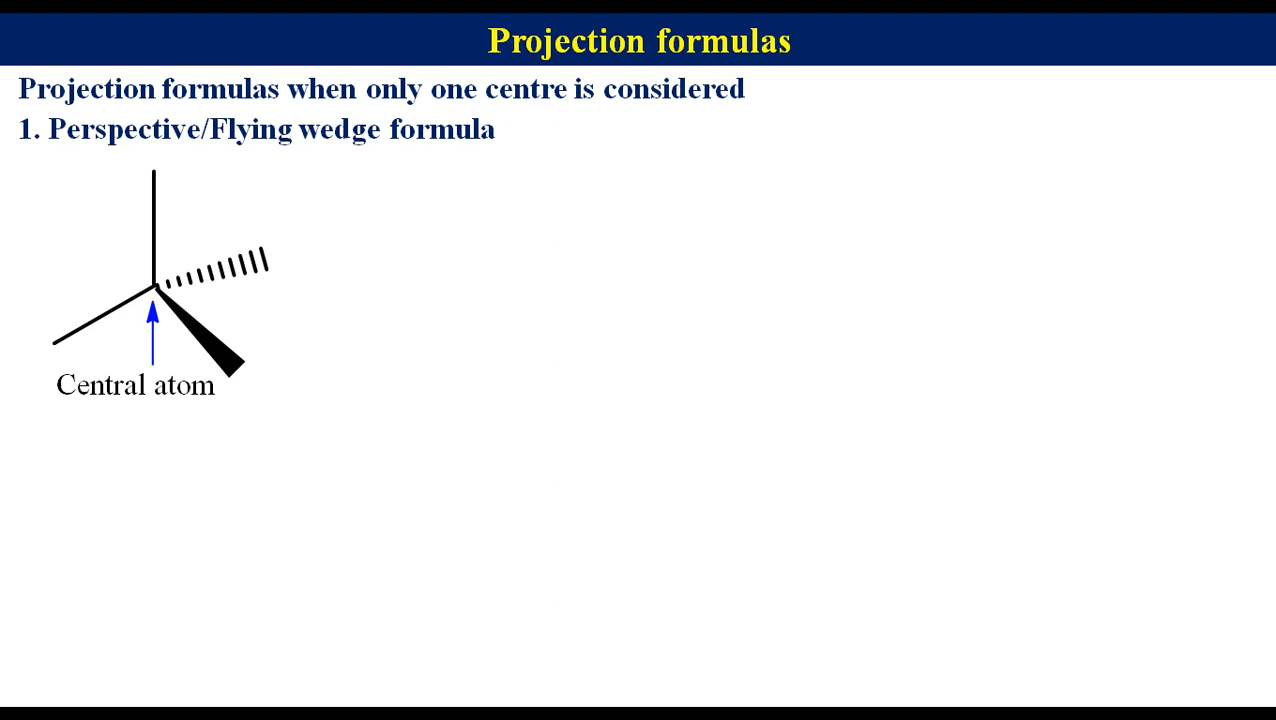 Projection formulas
Projection formulas when only one centre is considered
1. Perspective/Flying wedge formula
Central atom